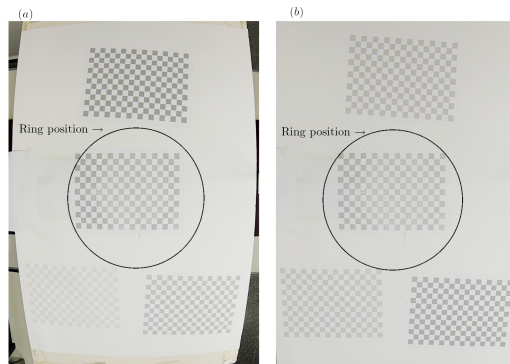 (a)
Ring position →
(b)
Ring position →